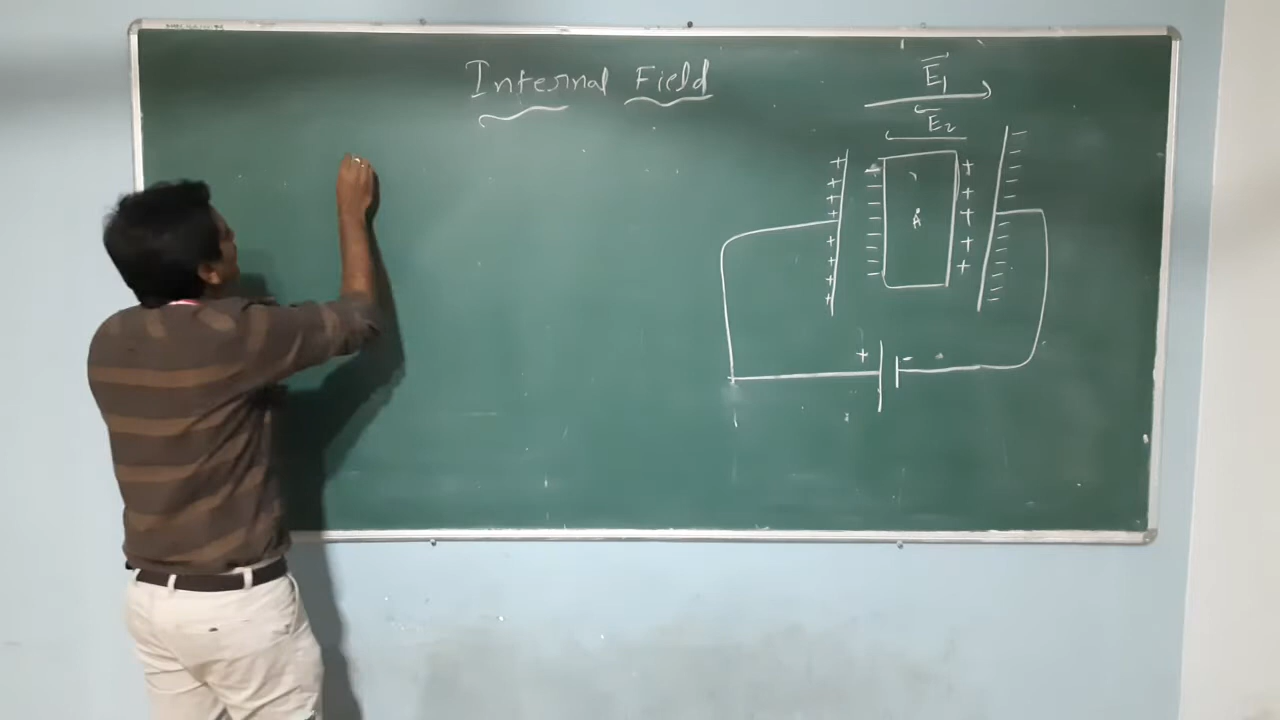 Internal Field
E₁
E₂
+ −
A